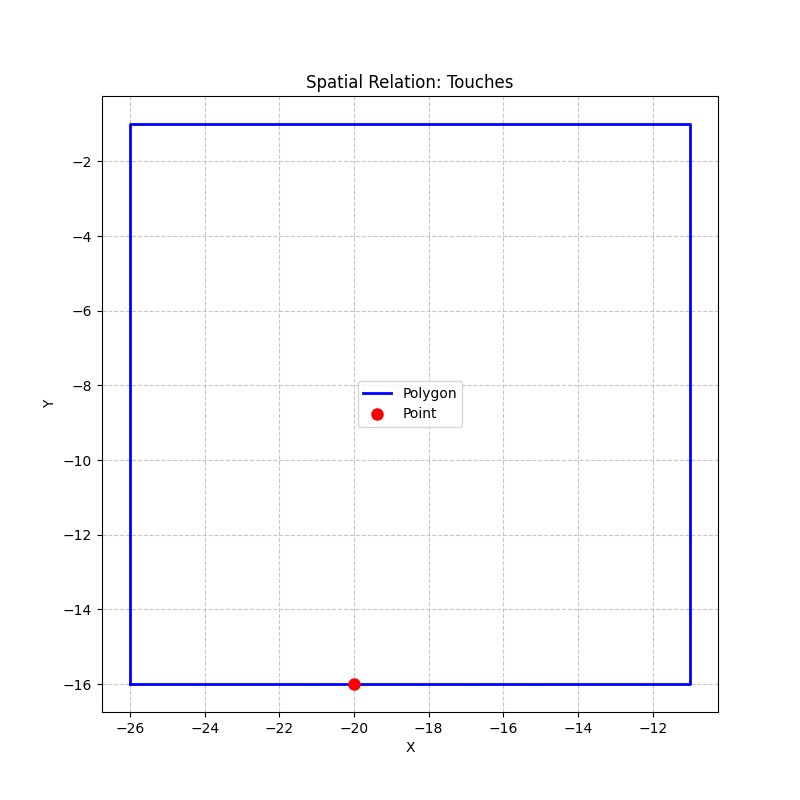 Spatial Relation: Touches
Y
−2
−4
−6
−8
−10
−12
−14
−16
Polygon
Point
−26 −24 −22 −20 −18 −16 −14 −12
X